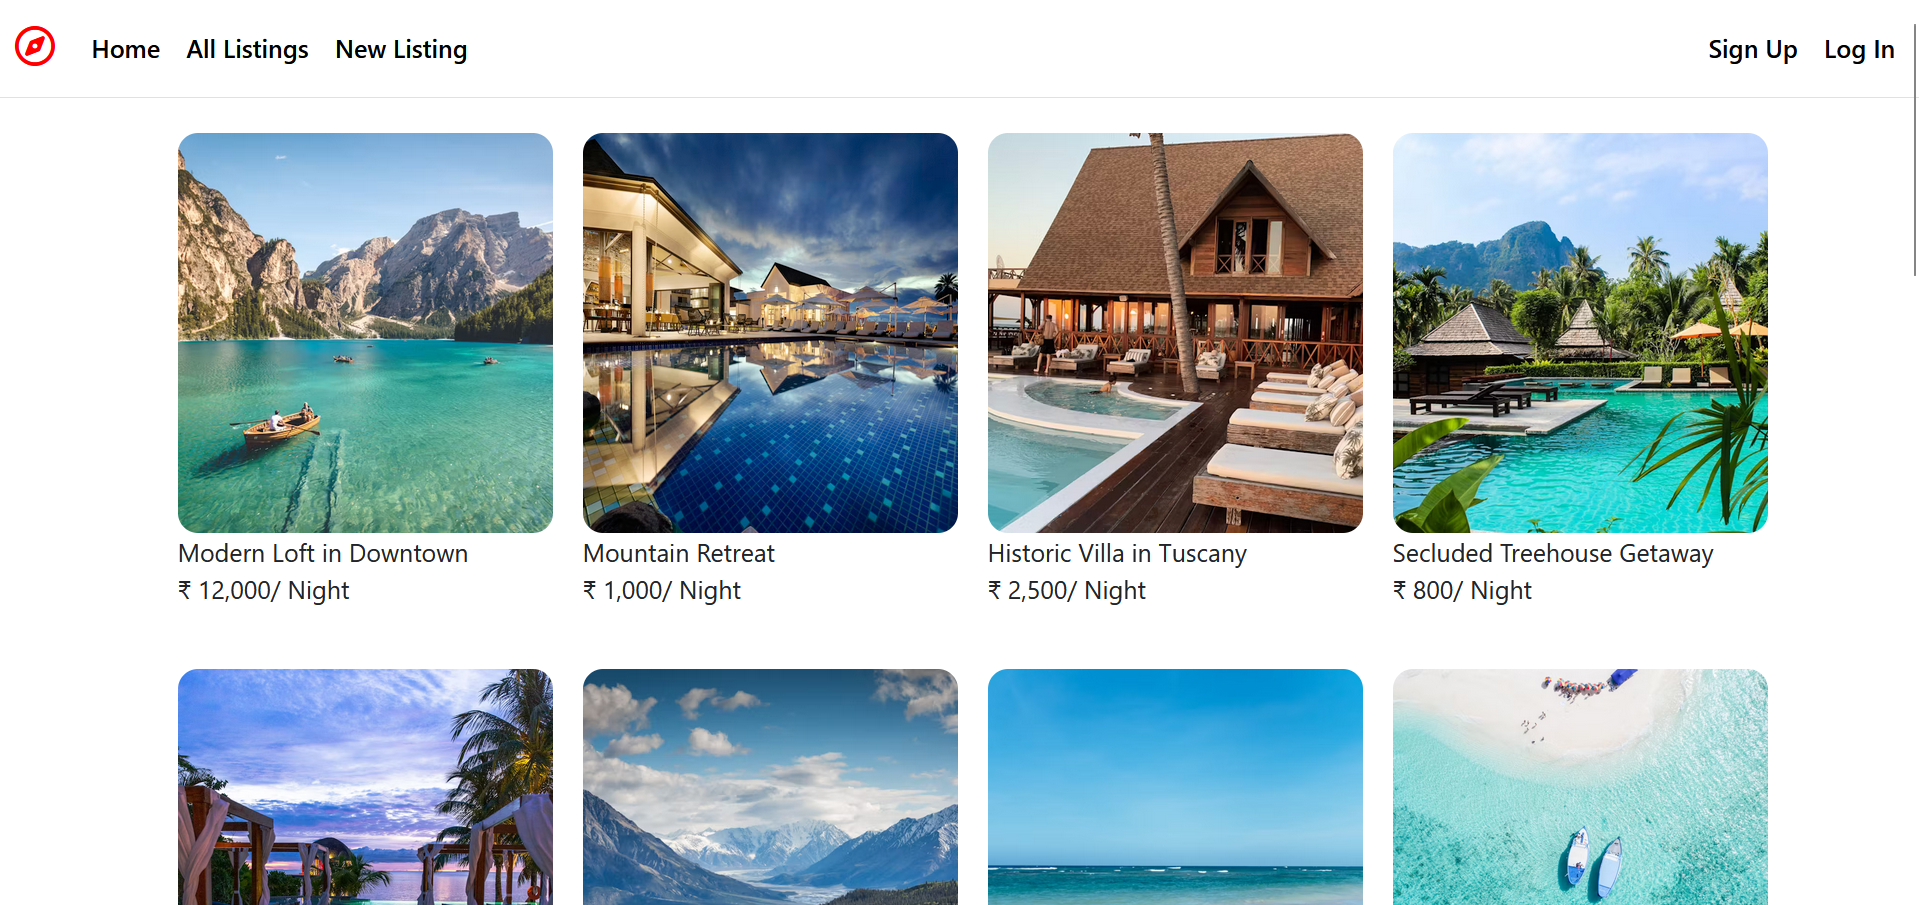 Home All Listings New Listing Sign Up Log In
Modern Loft in Downtown
₹ 12,000/ Night
Mountain Retreat
₹ 1,000/ Night
Historic Villa in Tuscany
₹ 2,500/ Night
Secluded Treehouse Getaway
₹ 800/ Night